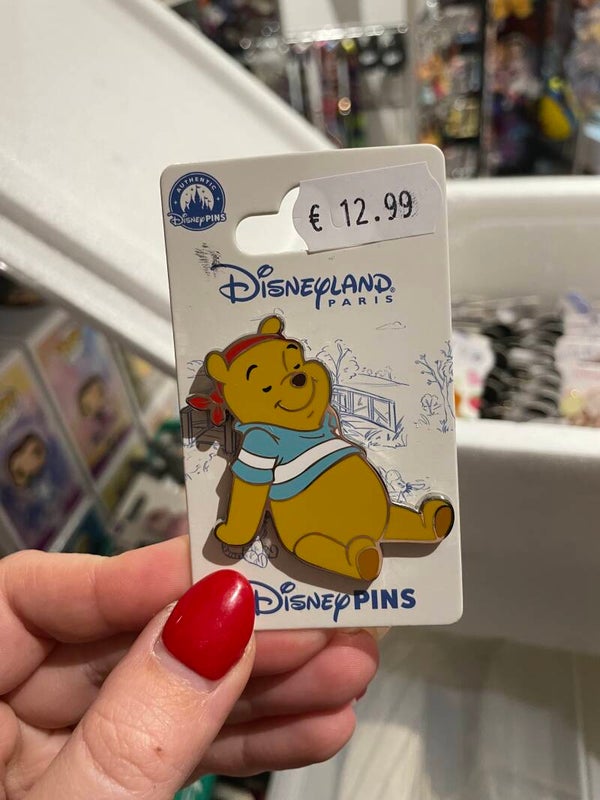 AUTHENTIC
DISNEY PINS
€ 12.99
DISNEYLAND®
PARIS
DISNEY PINS